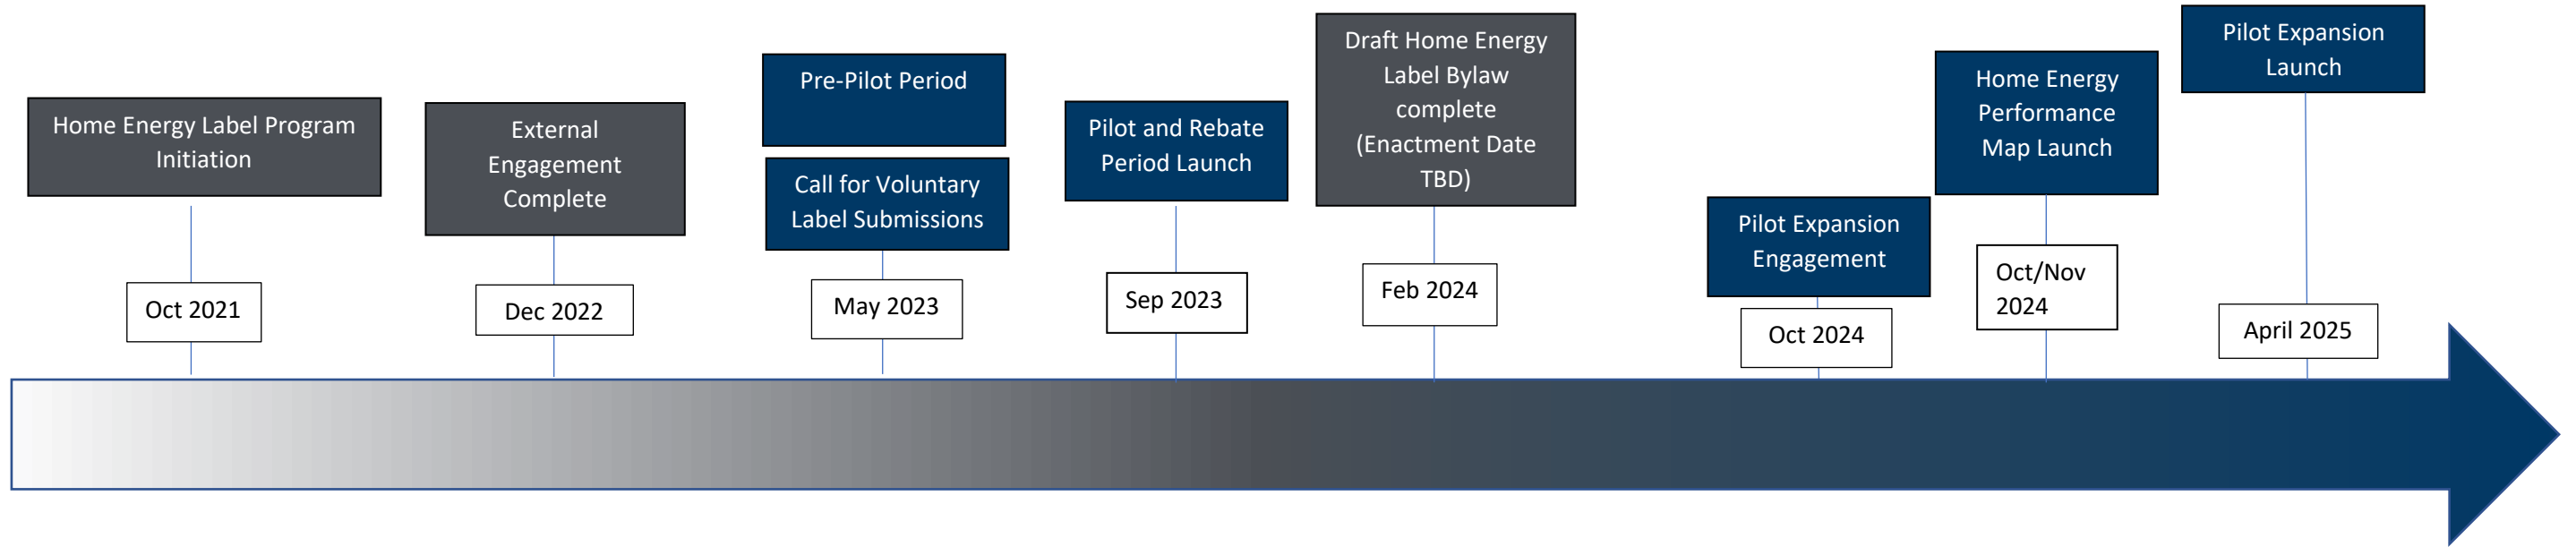 Home Energy Label Program
Initiation
Oct 2021
External
Engagement
Complete
Dec 2022
Pre-Pilot Period
Call for Voluntary
Label Submissions
May 2023
Pilot and Rebate
Period Launch
Sep 2023
Draft Home Energy
Label Bylaw
complete
(Enactment Date
TBD)
Feb 2024
Pilot Expansion
Engagement
Oct 2024
Home Energy
Performance
Map Launch
Oct/Nov
2024
Pilot Expansion
Launch
April 2025